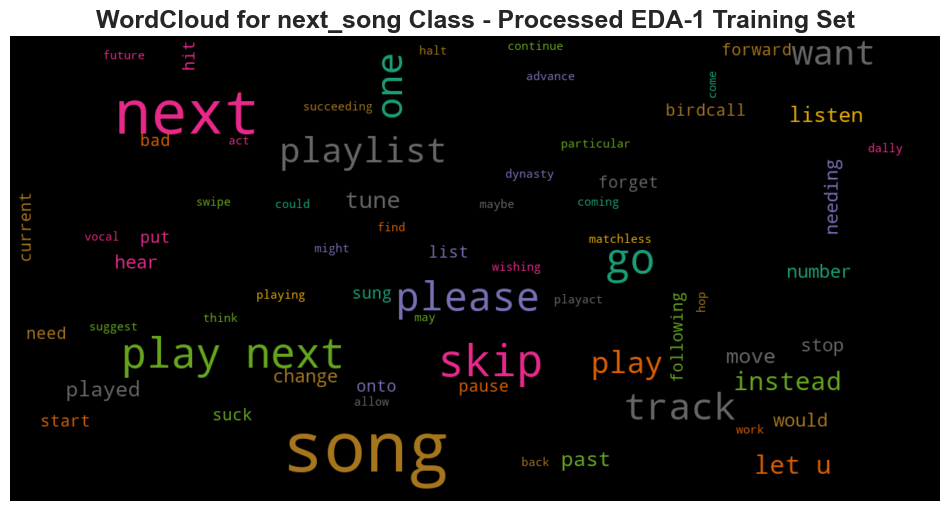 WordCloud for next_song Class - Processed EDA-1 Training Set
future
hit
halt
continue
forward
want
one
advance
come
next
succeeding
birdcall
listen
bad
act
playlist
particular
dally
dynasty
forget
needing
current
swipe
could
tune
maybe
coming
find
vocal
put
might
list
matchless
go
hear
wishing
number
playing
sung
please
playact
hop
following
need
suggest
think
may
play next
skip
play
move
stop
played
change
onto
pause
instead
allow
track
start
suck
would
work
song
back
past
let u